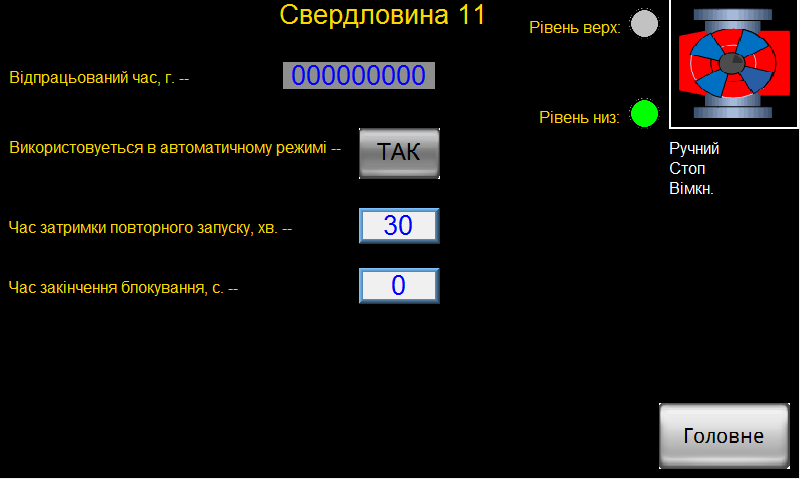 Свердловина 11
Рівень верх:
Відпрацьований час, г. -- 000000000
Рівень низ:
Використовуеться в автоматичному режимі -- ТАК
Ручний
Стоп
Вімкн.
Час затримки повторного запуску, хв. -- 30
Час закінчення блокування, с. -- 0
Головне